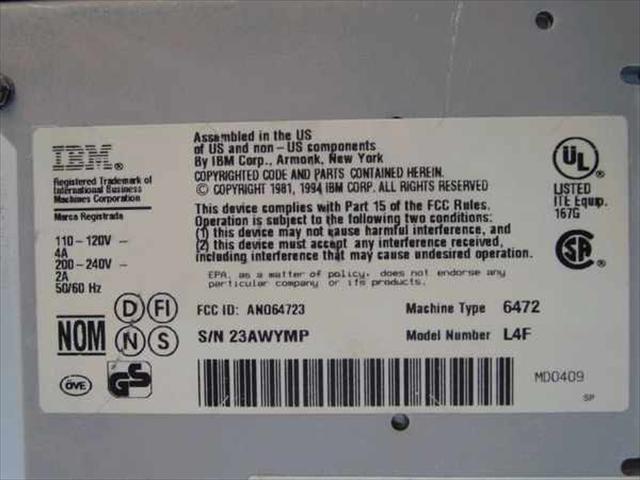 IBM®
Registered Trademark of
International Business
Machines Corporation
Marca Registrada
110-120V ~
4A
200-240V ~
2A
50/60 Hz
Assembled in the US
of US and non-US components
By IBM Corp., Armonk, New York
COPYRIGHTED CODE AND PARTS CONTAINED HEREIN.
© COPYRIGHT 1981, 1994 IBM CORP. ALL RIGHTS RESERVED
This device complies with Part 15 of the FCC Rules.
Operation is subject to the following two conditions:
(1) this device may not cause harmful interference, and
(2) this device must accept any interference received,
including interference that may cause undesired operation.
EPA, as a matter of policy, does not endorse any
particular company or its products.
UL®
LISTED
ITE Equip.
167G
SA®
FCC ID: ANO64723
Machine Type 6472
S/N 23AWYMP
Model Number L4F
NOM
D FI
N S
ÖVE
GS
MD0409
SP